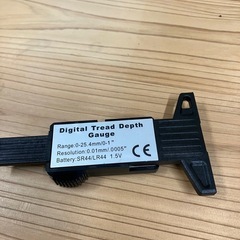 Digital Tread Depth
Gauge
Range:0-25.4mm/0-1"
Resolution:0.01mm/.0005"
Battery:SR44/LR44 1.5V
CE